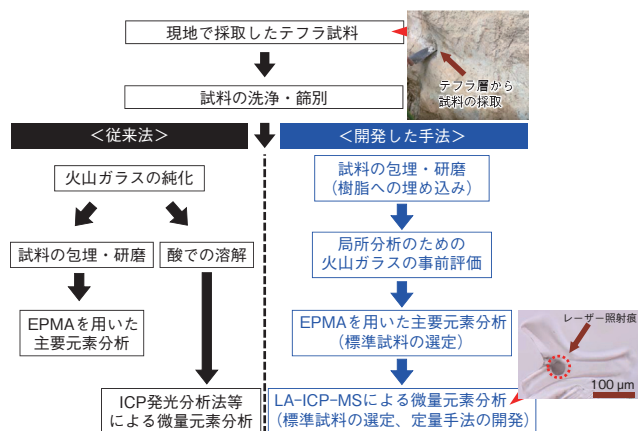 現地で採取したテフラ試料
テフラ層から
試料の採取
試料の洗浄・篩別
＜従来法＞
＜開発した手法＞
火山ガラスの純化
試料の包埋・研磨
（樹脂への埋め込み）
試料の包埋・研磨
酸での溶解
局所分析のための
火山ガラスの事前評価
EPMAを用いた
主要元素分析
EPMAを用いた主要元素分析
（標準試料の選定）
レーザー照射痕
100 μm
ICP発光分析法等
による微量元素分析
LA-ICP-MSによる微量元素分析
（標準試料の選定、定量手法の開発）